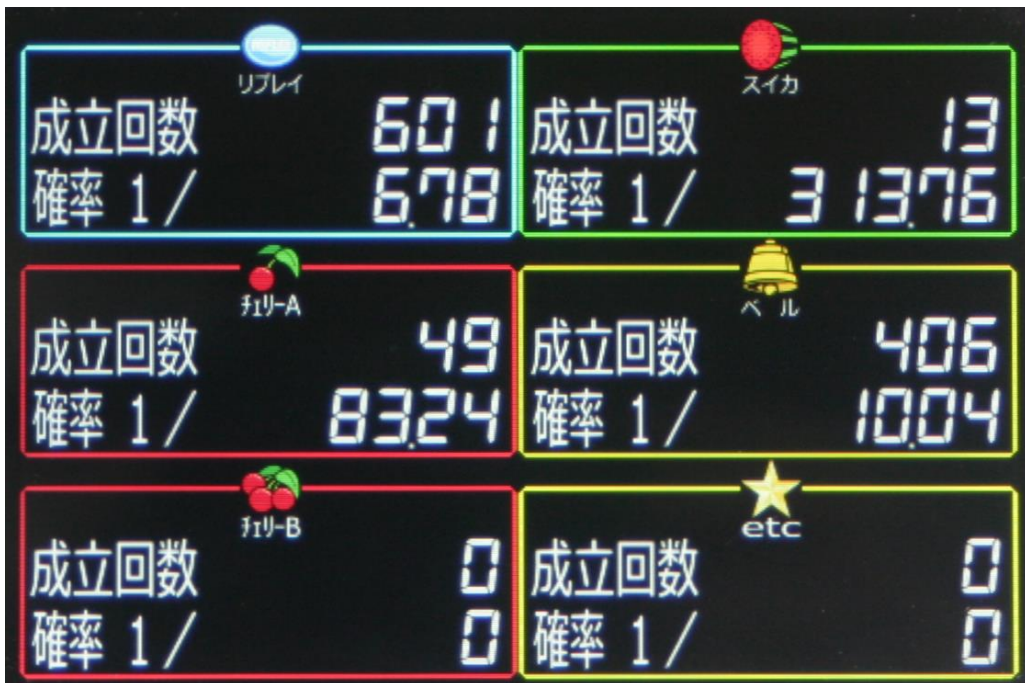 リプレイ
成立回数 601
確率 1/ 6.78
スイカ
成立回数 13
確率 1/ 313.76
チェリーA
成立回数 49
確率 1/ 83.24
ベル
成立回数 406
確率 1/ 10.04
チェリーB
成立回数 0
確率 1/ 0
etc
成立回数 0
確率 1/ 0